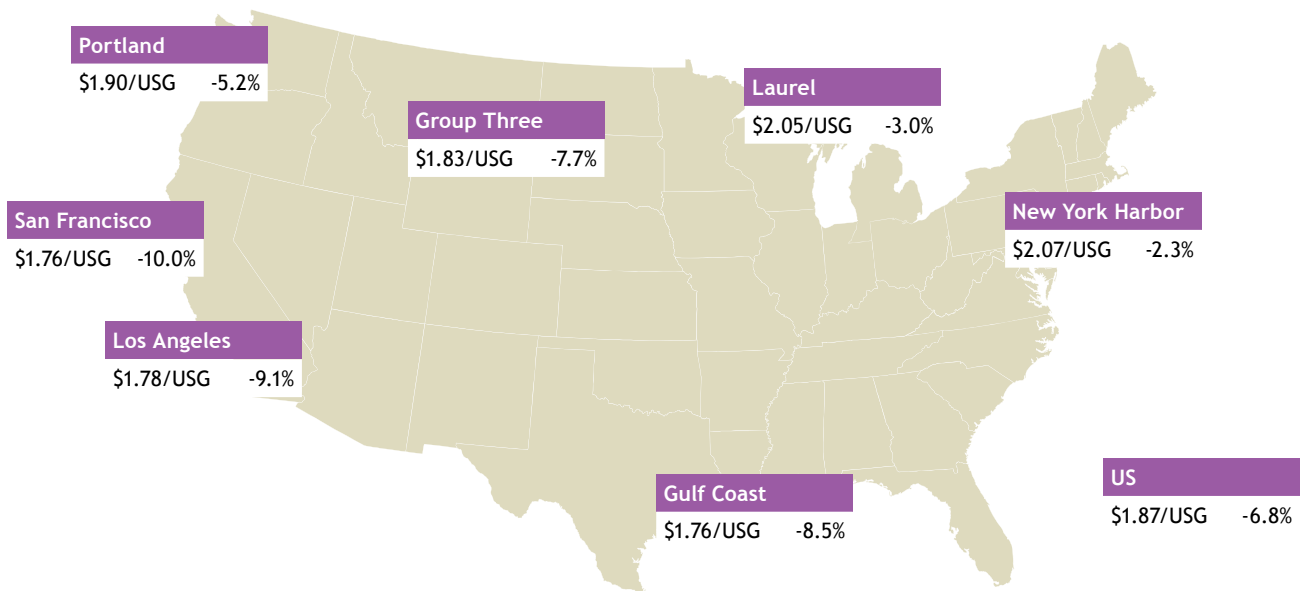 Portland
$1.90/USG -5.2%
Laurel
$2.05/USG -3.0%
Group Three
$1.83/USG -7.7%
San Francisco
$1.76/USG -10.0%
New York Harbor
$2.07/USG -2.3%
Los Angeles
$1.78/USG -9.1%
Gulf Coast
$1.76/USG -8.5%
US
$1.87/USG -6.8%